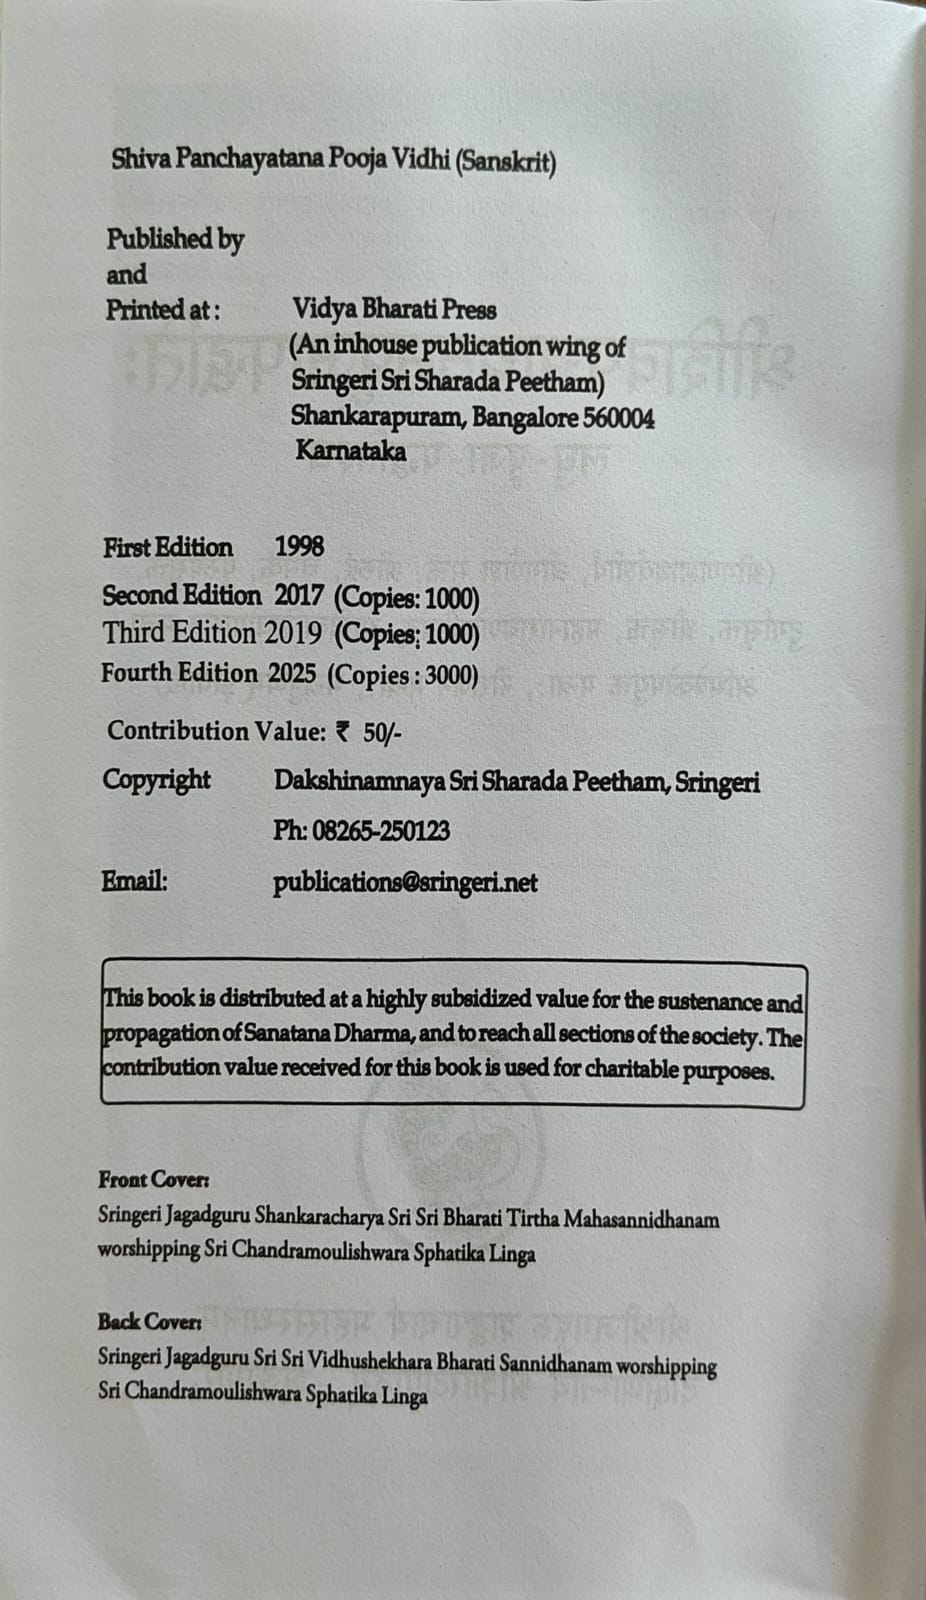 Shiva Panchayatana Pooja Vidhi (Sanskrit)
Published by
and
Printed at : Vidya Bharati Press
(An inhouse publication wing of
Sringeri Sri Sharada Peetham)
Shankarapuram, Bangalore 560004
Karnataka
First Edition 1998
Second Edition 2017 (Copies: 1000)
Third Edition 2019 (Copies: 1000)
Fourth Edition 2025 (Copies : 3000)
Contribution Value: ₹ 50/-
Copyright Dakshinamnaya Sri Sharada Peetham, Sringeri
Ph: 08265-250123
Email: publications@sringeri.net
This book is distributed at a highly subsidized value for the sustenance and
propagation of Sanatana Dharma, and to reach all sections of the society. The
contribution value received for this book is used for charitable purposes.
Front Cover:
Sringeri Jagadguru Shankaracharya Sri Sri Bharati Tirtha Mahasannidhanam
worshipping Sri Chandramoulishwara Sphatika Linga
Back Cover:
Sringeri Jagadguru Sri Sri Vidhushekhara Bharati Sannidhanam worshipping
Sri Chandramoulishwara Sphatika Linga